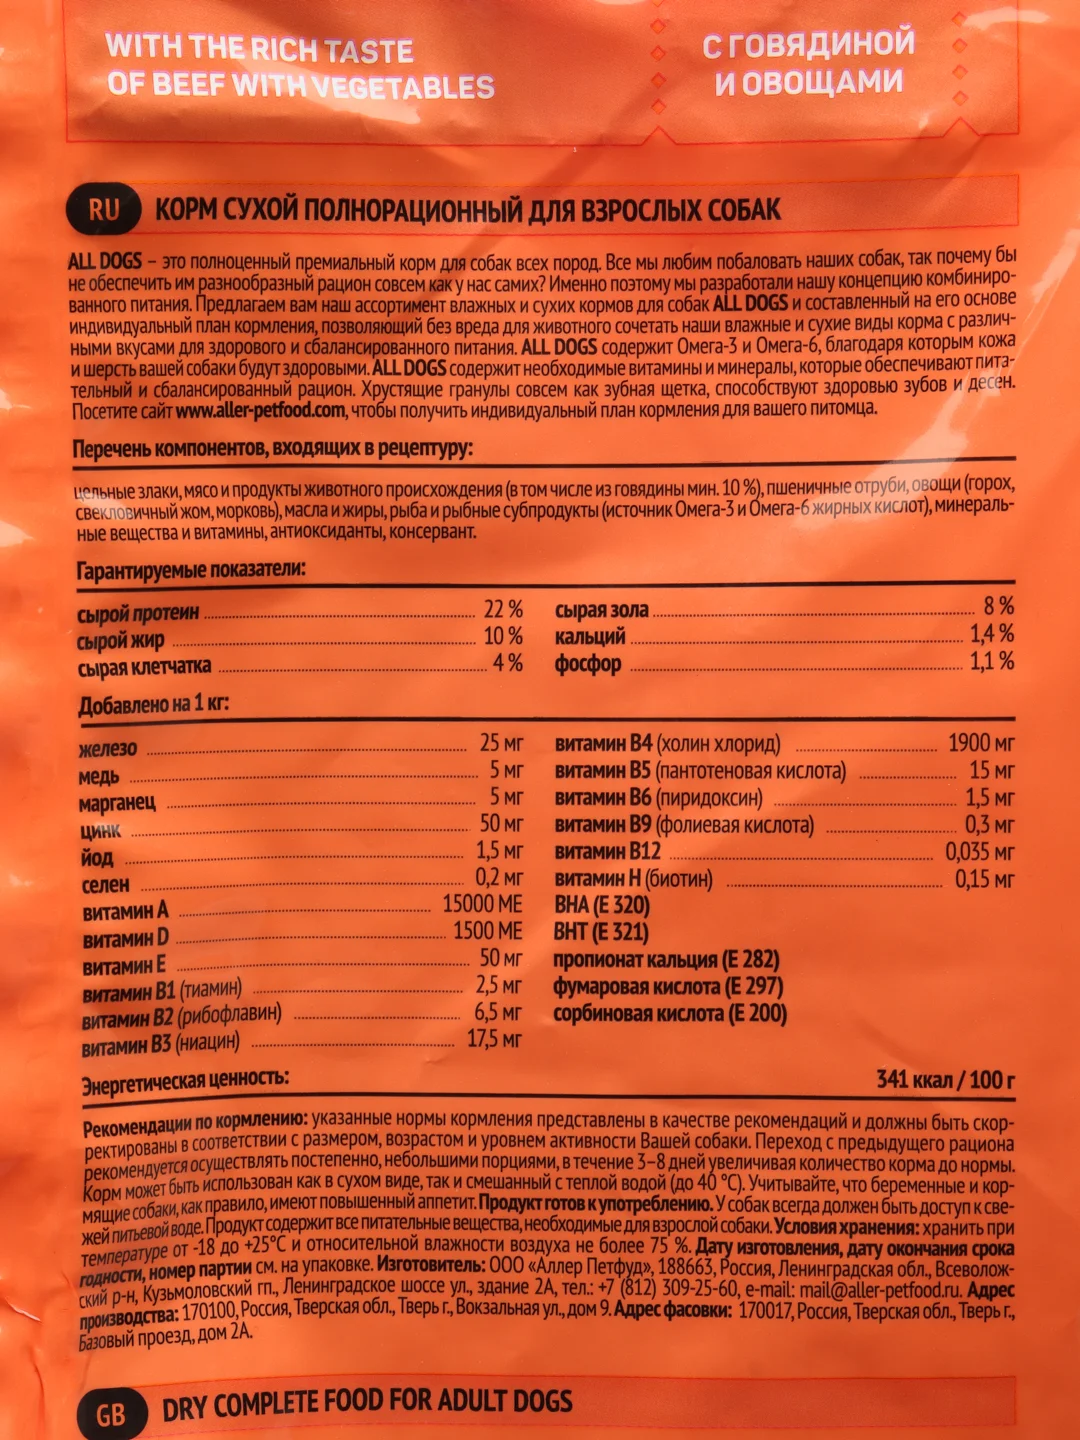 WITH THE RICH TASTE
OF BEEF WITH VEGETABLES
С ГОВЯДИНОЙ
И ОВОЩАМИ
RU КОРМ СУХОЙ ПОЛНОРАЦИОННЫЙ ДЛЯ ВЗРОСЛЫХ СОБАК
ALL DOGS – это полноценный премиальный корм для собак всех пород. Все мы любим побаловать наших собак, так почему бы
не обеспечить им разнообразный рацион совсем как у нас самих? Именно поэтому мы разработали нашу концепцию комбиниро-
ванного питания. Предлагаем вам наш ассортимент влажных и сухих кормов для собак ALL DOGS и составленный на его основе
индивидуальный план кормления, позволяющий без вреда для животного сочетать наши влажные и сухие виды корма с различ-
ными вкусами для здорового и сбалансированного питания. ALL DOGS содержит Омега-3 и Омега-6, благодаря которым кожа
и шерсть вашей собаки будут здоровыми. ALL DOGS содержит необходимые витамины и минералы, которые обеспечивают пита-
тельный и сбалансированный рацион. Хрустящие гранулы совсем как зубная щетка, способствуют здоровью зубов и десен.
Посетите сайт www.aller-petfood.com, чтобы получить индивидуальный план кормления для вашего питомца.
Перечень компонентов, входящих в рецептуру:
цельные злаки, мясо и продукты животного происхождения (в том числе из говядины мин. 10 %), пшеничные отруби, овощи (горох,
свекловичный жом, морковь), масла и жиры, рыба и рыбные субпродукты (источник Омега-3 и Омега-6 жирных кислот), минераль-
ные вещества и витамины, антиоксиданты, консервант.
Гарантируемые показатели:
сырой протеин 22 %
сырой жир 10 %
сырая клетчатка 4 %
сырая зола 8 %
кальций 1,4 %
фосфор 1,1 %
Добавлено на 1 кг:
железо 25 мг
медь 5 мг
марганец 5 мг
цинк 50 мг
йод 1,5 мг
селен 0,2 мг
витамин А 15000 МЕ
витамин D 1500 МЕ
витамин Е 50 мг
витамин В1 (тиамин) 2,5 мг
витамин В2 (рибофлавин) 6,5 мг
витамин В3 (ниацин) 17,5 мг
витамин В4 (холин хлорид) 1900 мг
витамин В5 (пантотеновая кислота) 15 мг
витамин В6 (пиридоксин) 1,5 мг
витамин В9 (фолиевая кислота) 0,3 мг
витамин В12 0,035 мг
витамин Н (биотин) 0,15 мг
ВНА (Е 320)
ВНТ (Е 321)
пропионат кальция (Е 282)
фумаровая кислота (Е 297)
сорбиновая кислота (Е 200)
Энергетическая ценность: 341 ккал / 100 г
Рекомендации по кормлению: указанные нормы кормления представлены в качестве рекомендаций и должны быть скор-
ректированы в соответствии с размером, возрастом и уровнем активности Вашей собаки. Переход с предыдущего рациона
рекомендуется осуществлять постепенно, небольшими порциями, в течение 3–8 дней увеличивая количество корма до нормы.
Корм может быть использован как в сухом виде, так и смешанный с теплой водой (до 40 °С). Учитывайте, что беременные и кор-
мящие собаки, как правило, имеют повышенный аппетит. Продукт готов к употреблению. У собак всегда должен быть доступ к све-
жей питьевой воде. Продукт содержит все питательные вещества, необходимые для взрослой собаки. Условия хранения: хранить при
температуре от -18 до +25°С и относительной влажности воздуха не более 75 %. Дату изготовления, дату окончания срока
годности, номер партии см. на упаковке. Изготовитель: ООО «Аллер Петфуд», 188663, Россия, Ленинградская обл., Всеволож-
ский р-н, Кузьмоловский гп., Ленинградское шоссе ул., здание 2А, тел.: +7 (812) 309-25-60, e-mail: mail@aller-petfood.ru. Адрес
производства: 170100, Россия, Тверская обл., Тверь г., Вокзальная ул., дом 9. Адрес фасовки: 170017, Россия, Тверская обл., Тверь г.,
Базовый проезд, дом 2А.
GB DRY COMPLETE FOOD FOR ADULT DOGS